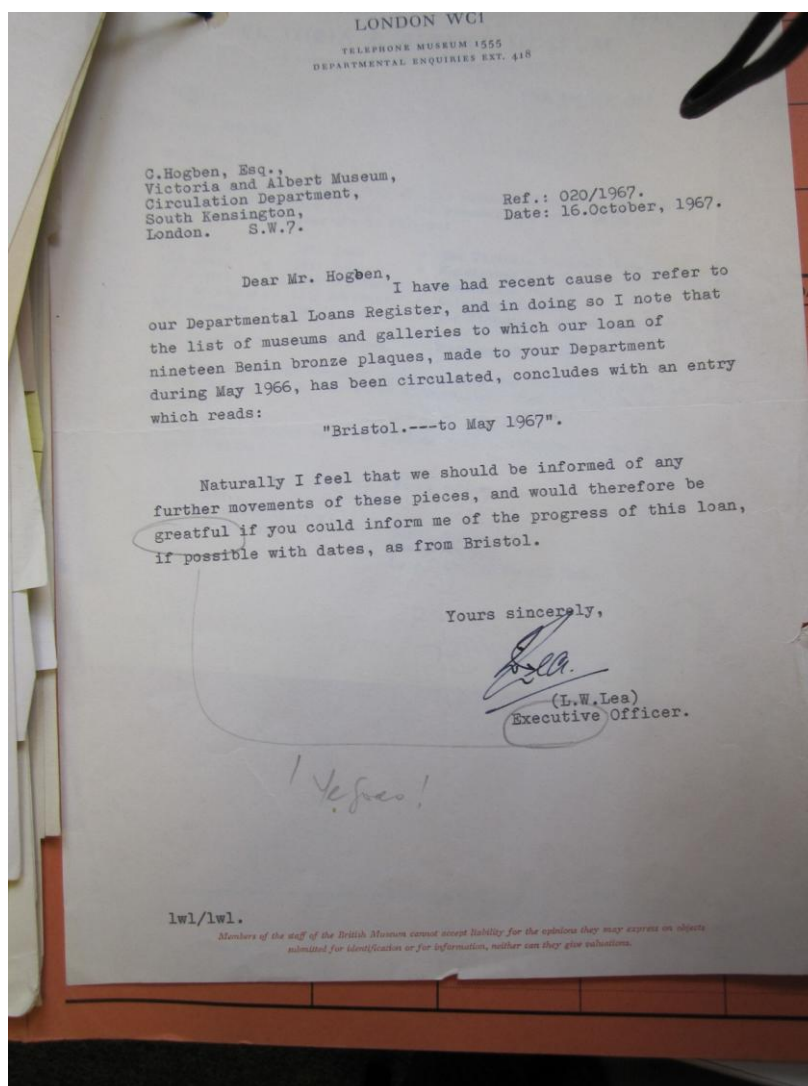 LONDON WC1
TELEPHONE MUSEUM 1555
DEPARTMENTAL ENQUIRIES EXT. 418
C.Hogben, Esq.,
Victoria and Albert Museum,
Circulation Department,
South Kensington,
London. S.W.7.
Ref.: 020/1967.
Date: 16.October, 1967.
Dear Mr. Hogben,
I have had recent cause to refer to
our Departmental Loans Register, and in doing so I note that
the list of museums and galleries to which our loan of
nineteen Benin bronze plaques, made to your Department
during May 1966, has been circulated, concludes with an entry
which reads:
"Bristol.---to May 1967".
Naturally I feel that we should be informed of any
further movements of these pieces, and would therefore be
greatful if you could inform me of the progress of this loan,
if possible with dates, as from Bristol.
Yours sincerely,
Lea.
(L.W.Lea)
Executive Officer.
! Ye Gods!
lwl/lwl.
Members of the staff of the British Museum cannot accept liability for the opinions they may express on objects
submitted for identification or for information, neither can they give valuations.